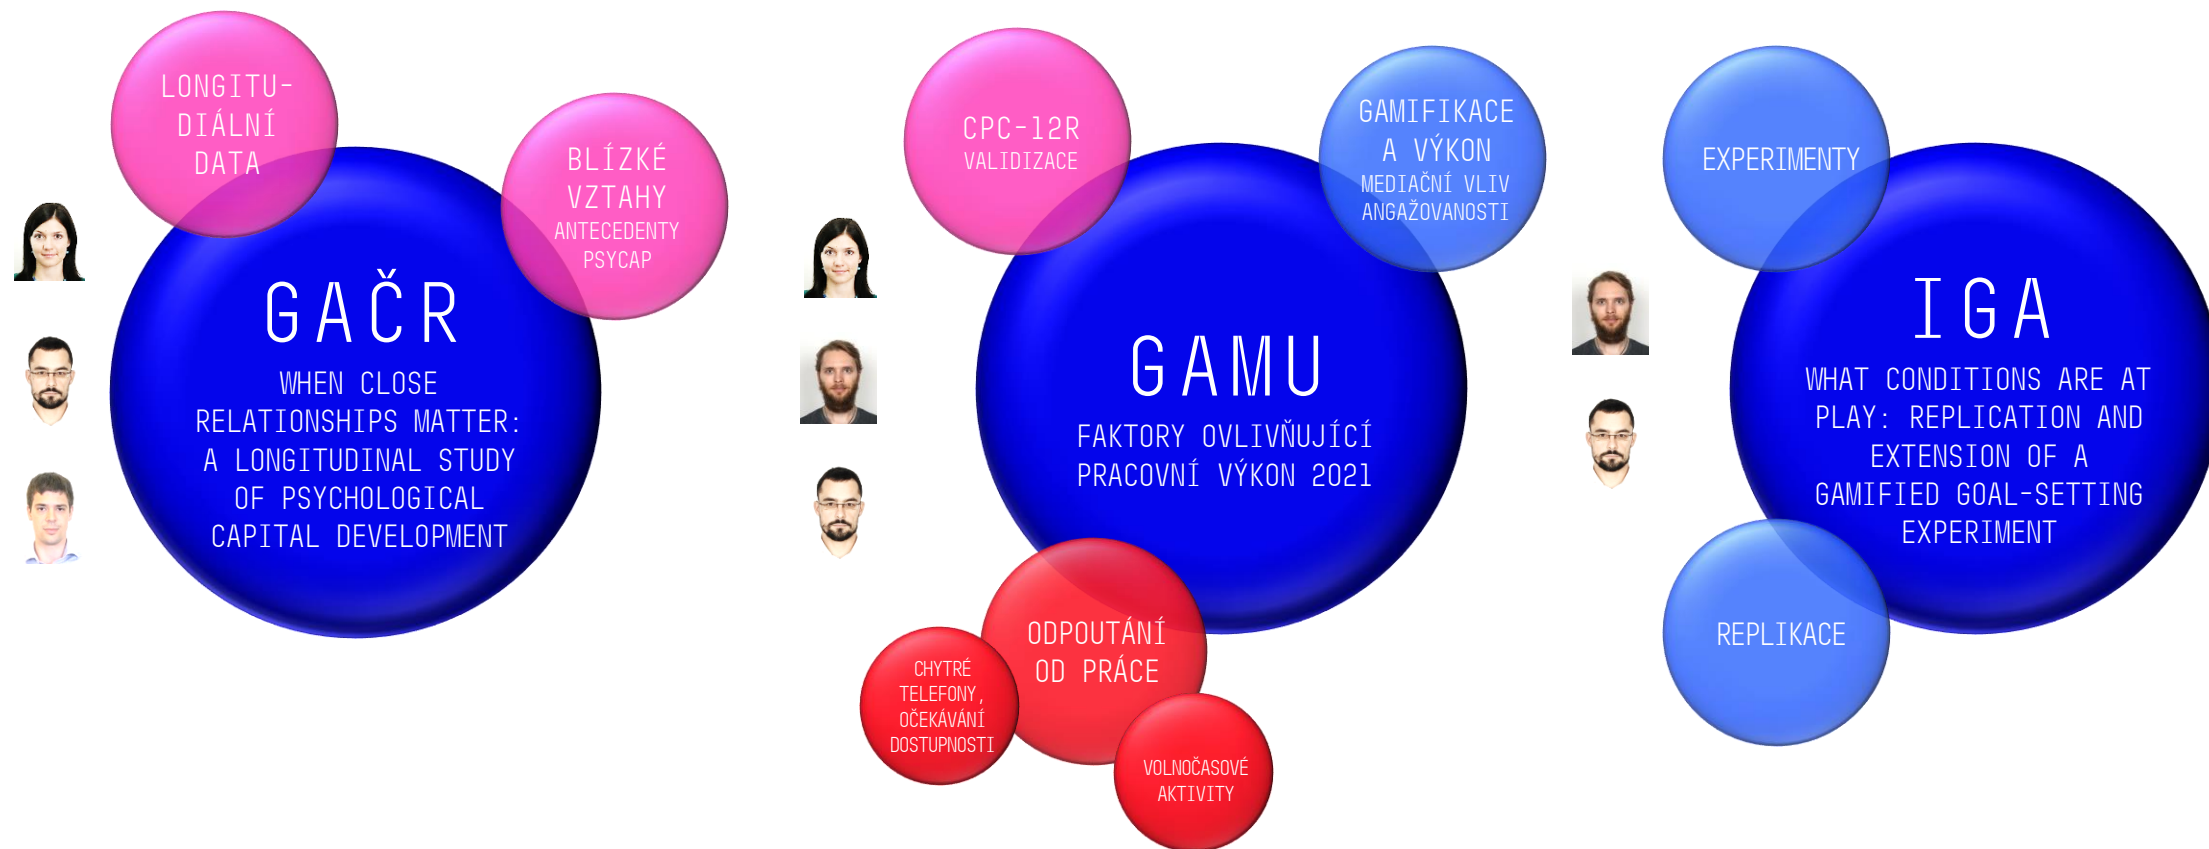 LONGITU-
DIÁLNÍ
DATA
BLÍZKÉ
VZTAHY
ANTECEDENTY
PSYCAP
GAČR
WHEN CLOSE
RELATIONSHIPS MATTER:
A LONGITUDINAL STUDY
OF PSYCHOLOGICAL
CAPITAL DEVELOPMENT
CPC-12R
VALIDIZACE
GAMIFIKACE
A VÝKON
MEDIAČNÍ VLIV
ANGAŽOVANOSTI
GAMU
FAKTORY OVLIVŇUJÍCÍ
PRACOVNÍ VÝKON 2021
ODPOUTÁNÍ
OD PRÁCE
CHYTRÉ
TELEFONY,
OČEKÁVÁNÍ
DOSTUPNOSTI
VOLNOČASOVÉ
AKTIVITY
EXPERIMENTY
IGA
WHAT CONDITIONS ARE AT
PLAY: REPLICATION AND
EXTENSION OF A
GAMIFIED GOAL-SETTING
EXPERIMENT
REPLIKACE